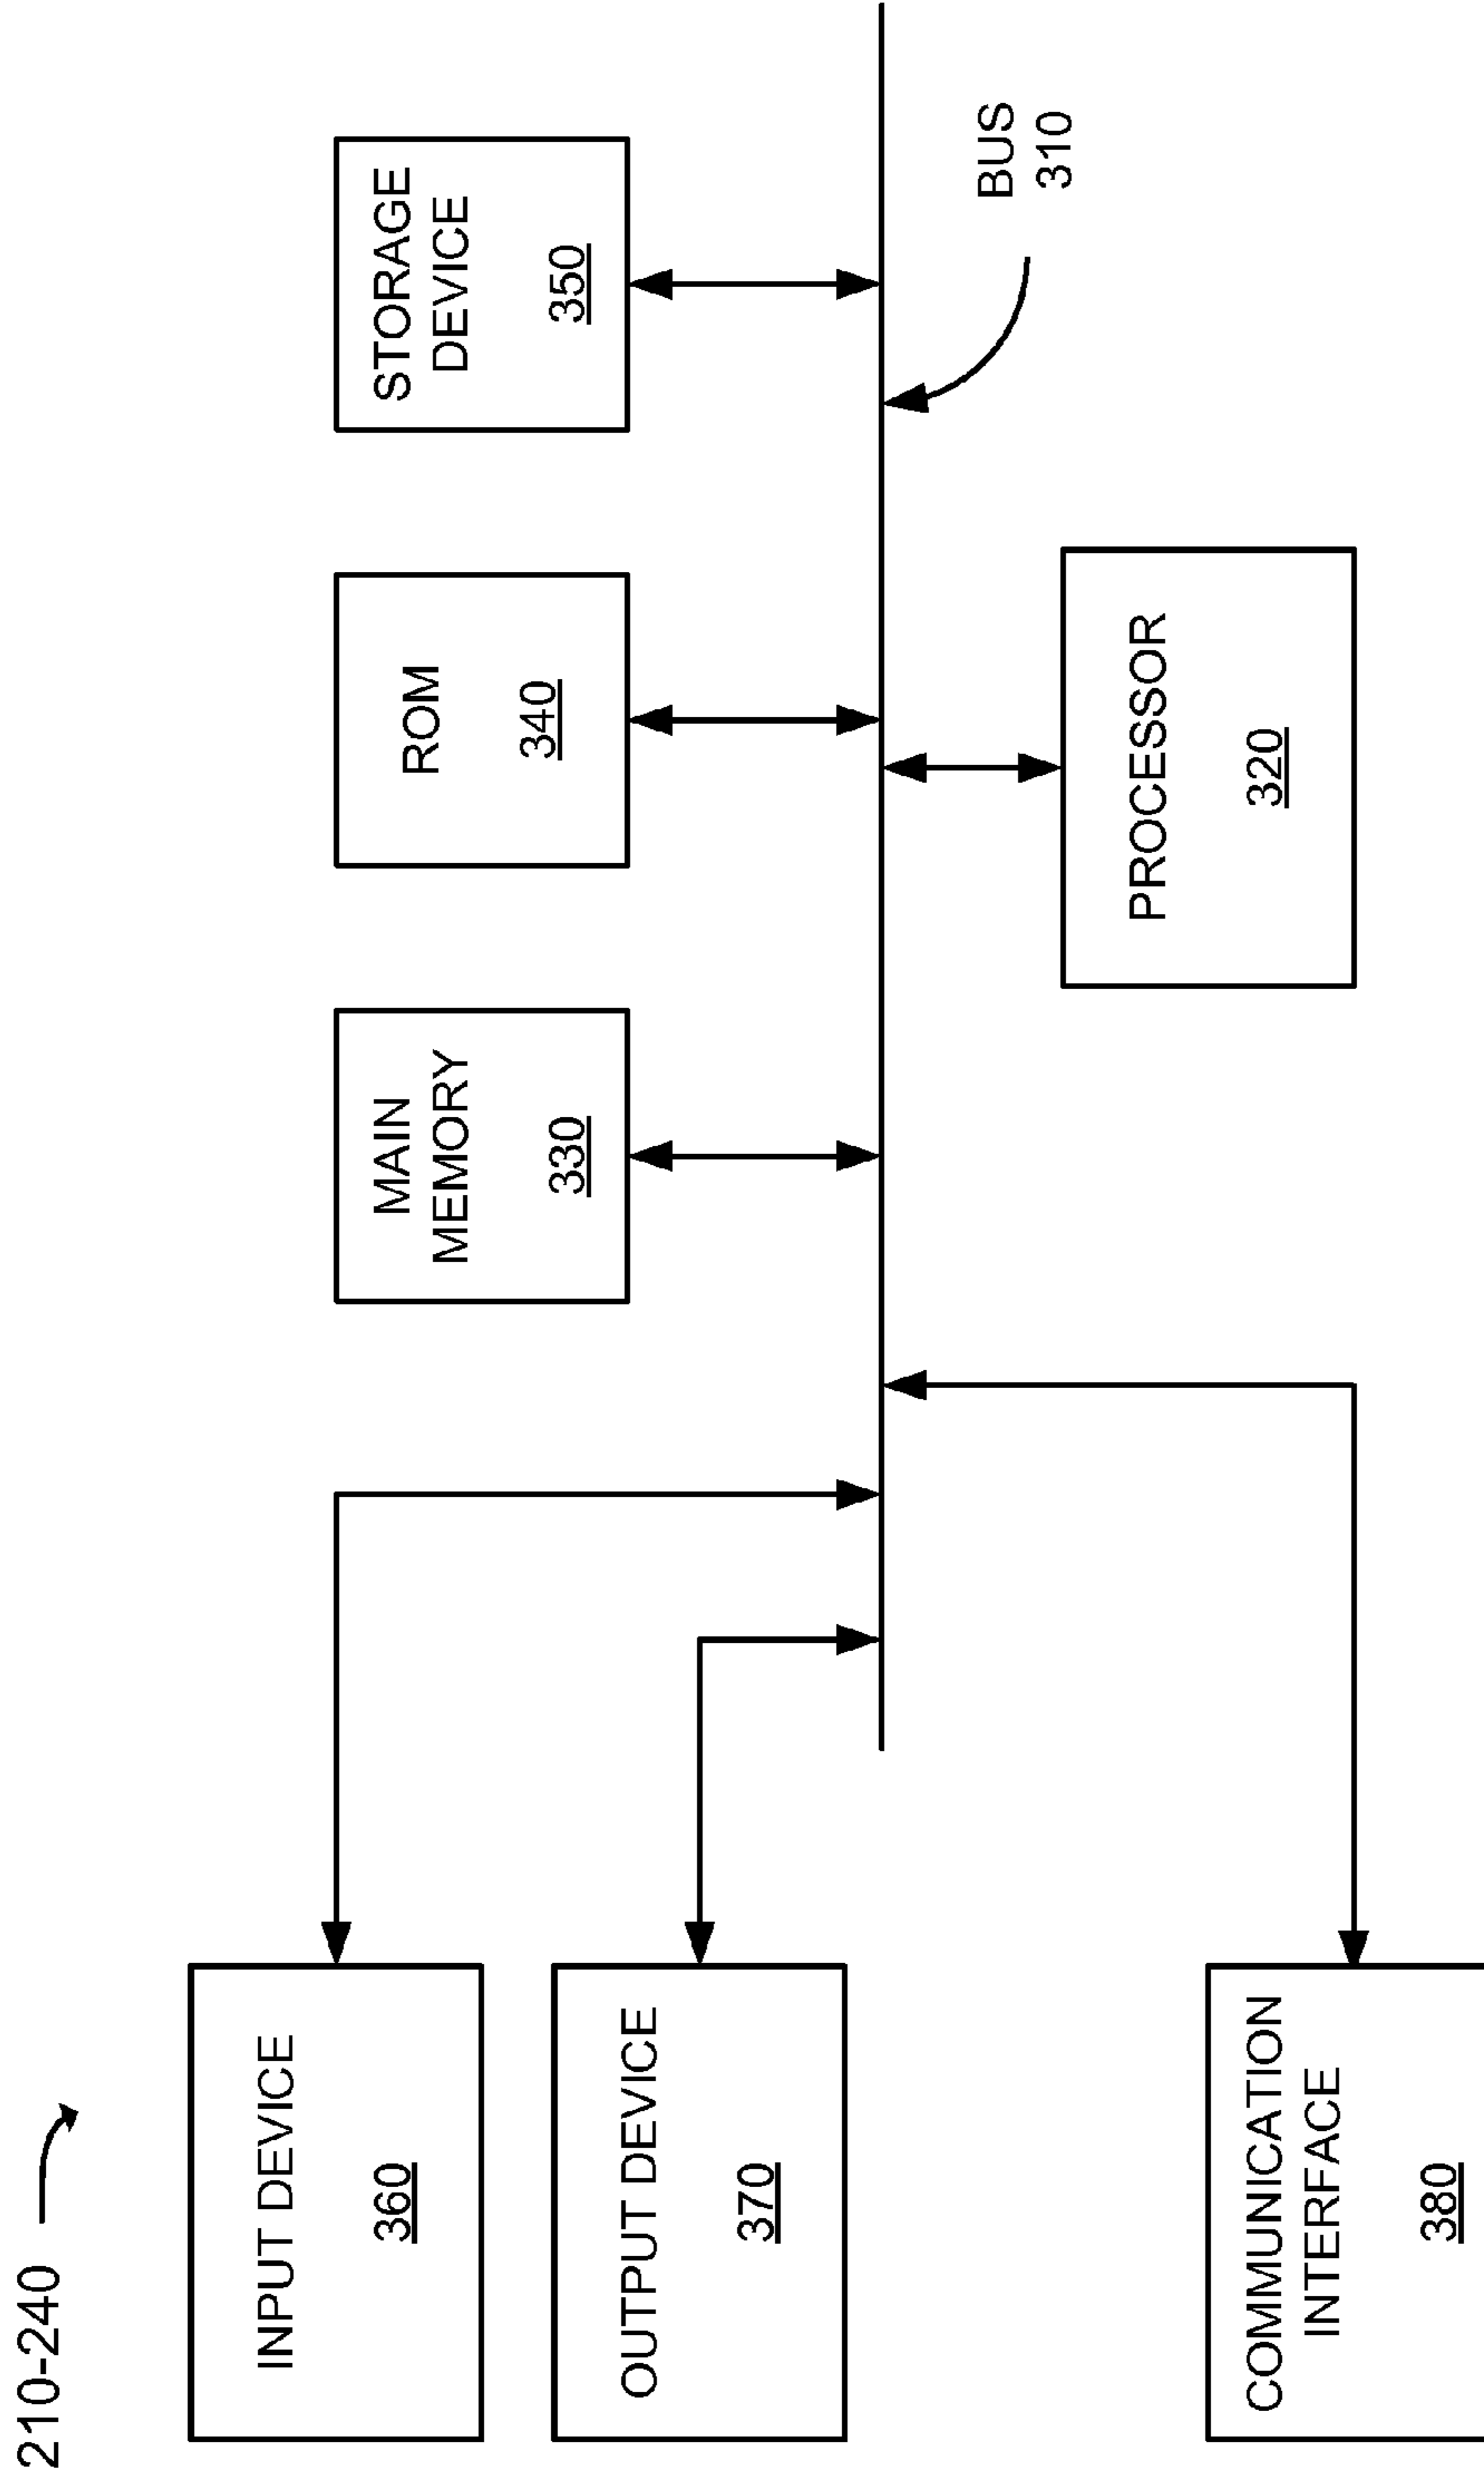 210-240
INPUT DEVICE
360
OUTPUT DEVICE
370
COMMUNICATION
INTERFACE
380
MAIN
MEMORY
330
ROM
340
STORAGE
DEVICE
350
PROCESSOR
320
BUS
310